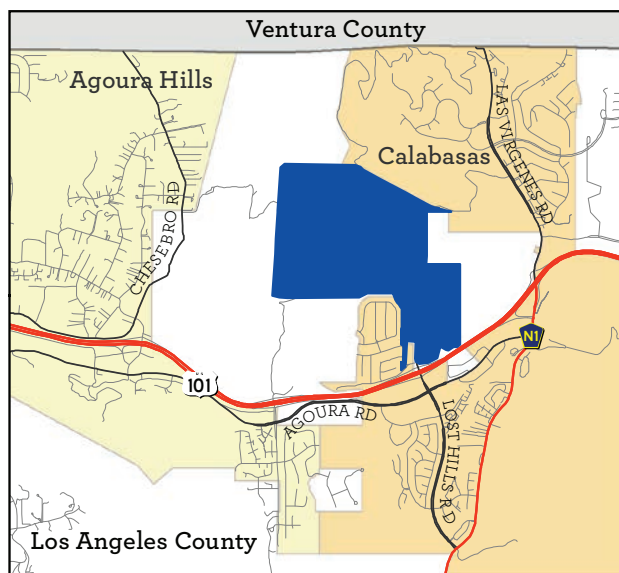 Ventura County
Agoura Hills
LAS VIRGENES RD
Calabasas
CHESEBRO RD
N1
101
AGOURA RD
LOST HILLS RD
Los Angeles County